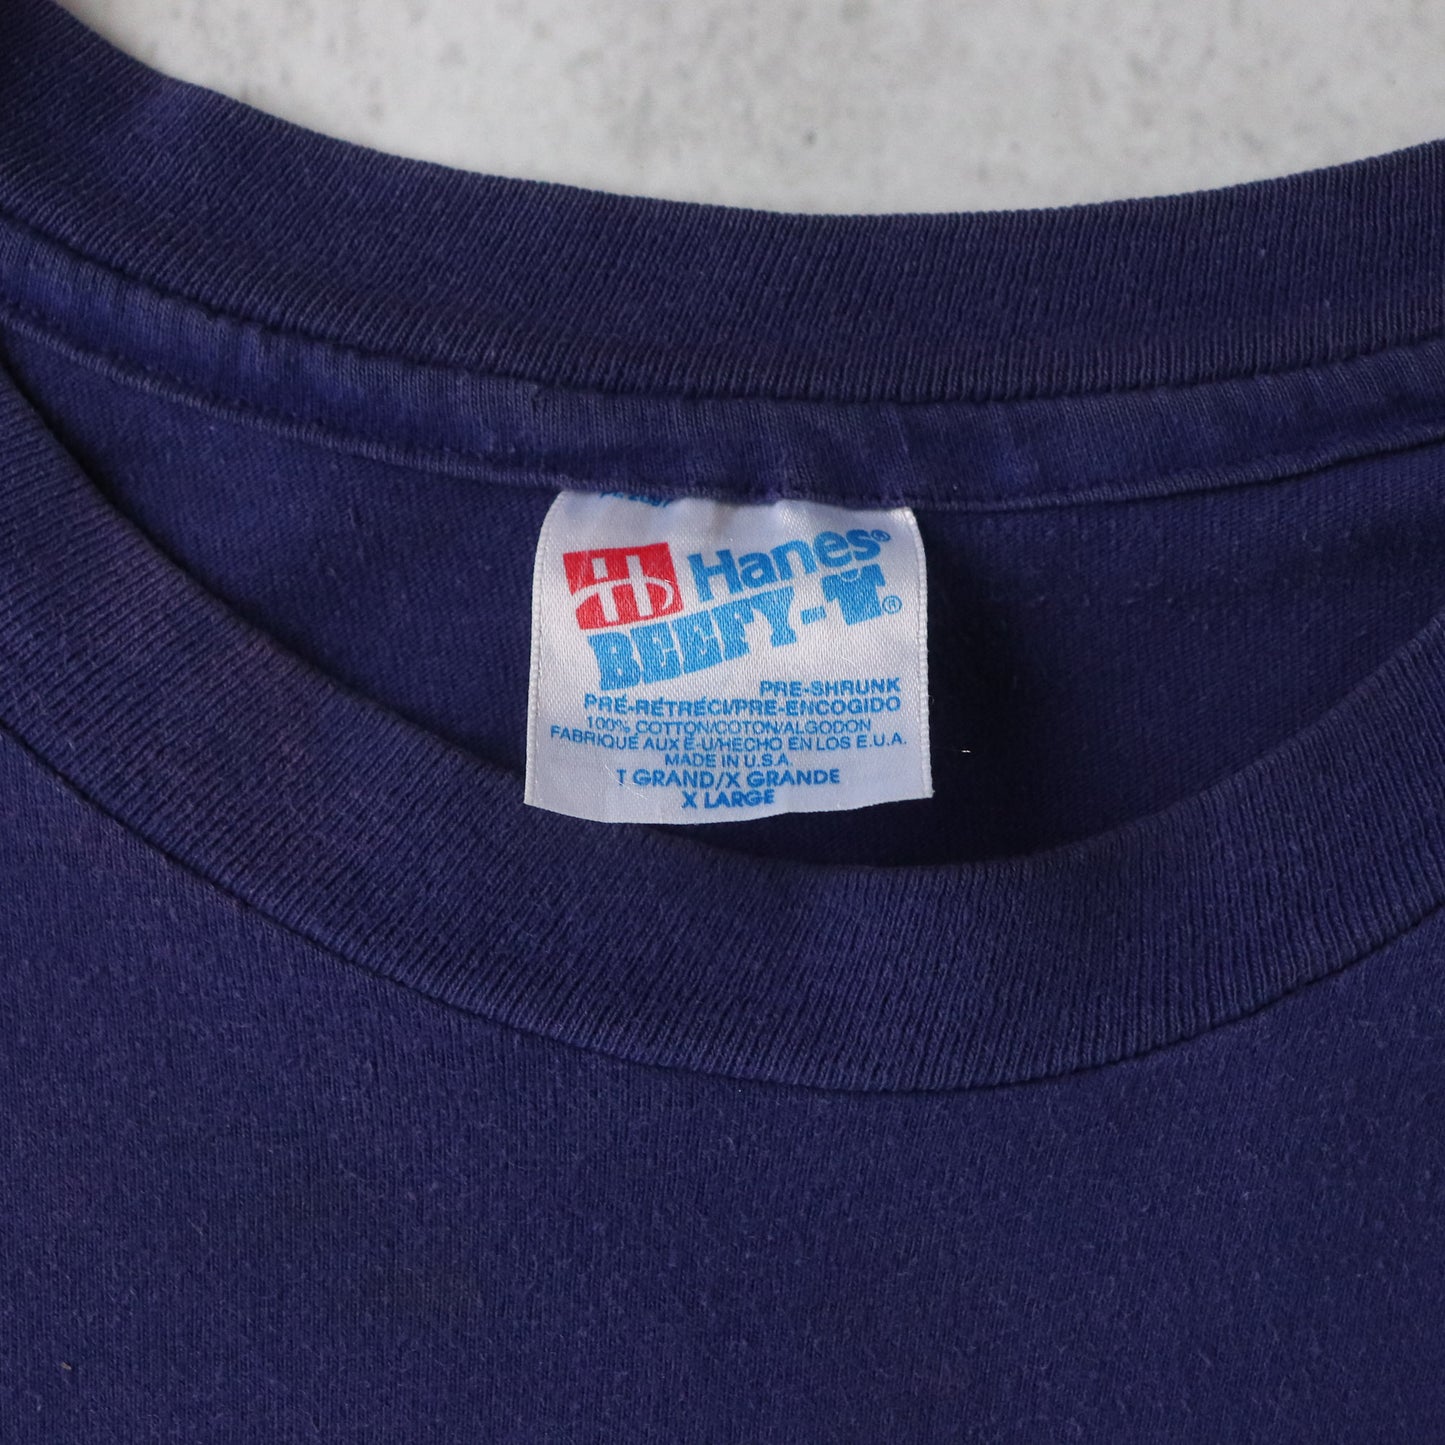 Hanes®
BEEFY-T®
PRE-SHRUNK
PRÉ-RÉTRÉCI/PRE-ENCOGIDO
100% COTTON/COTON/ALGODON
FABRIQUÉ AUX É-U/HECHO EN LOS E.U.A.
MADE IN U.S.A.
T GRAND/X GRANDE
X LARGE